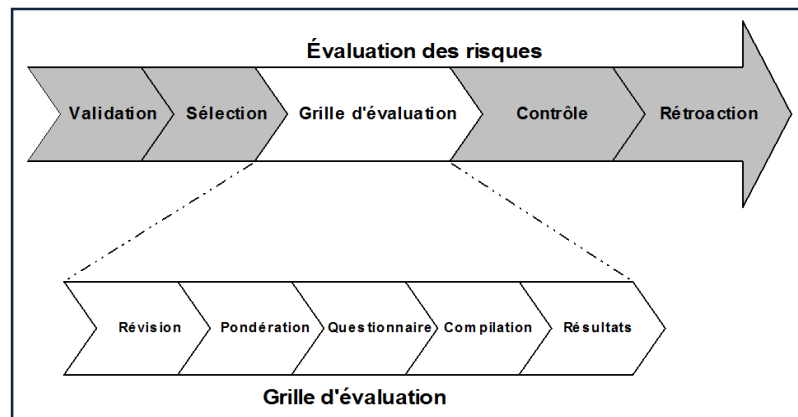 Évaluation des risques
Validation Sélection Grille d'évaluation Contrôle Rétroaction
Révision Pondération Questionnaire Compilation Résultats
Grille d'évaluation